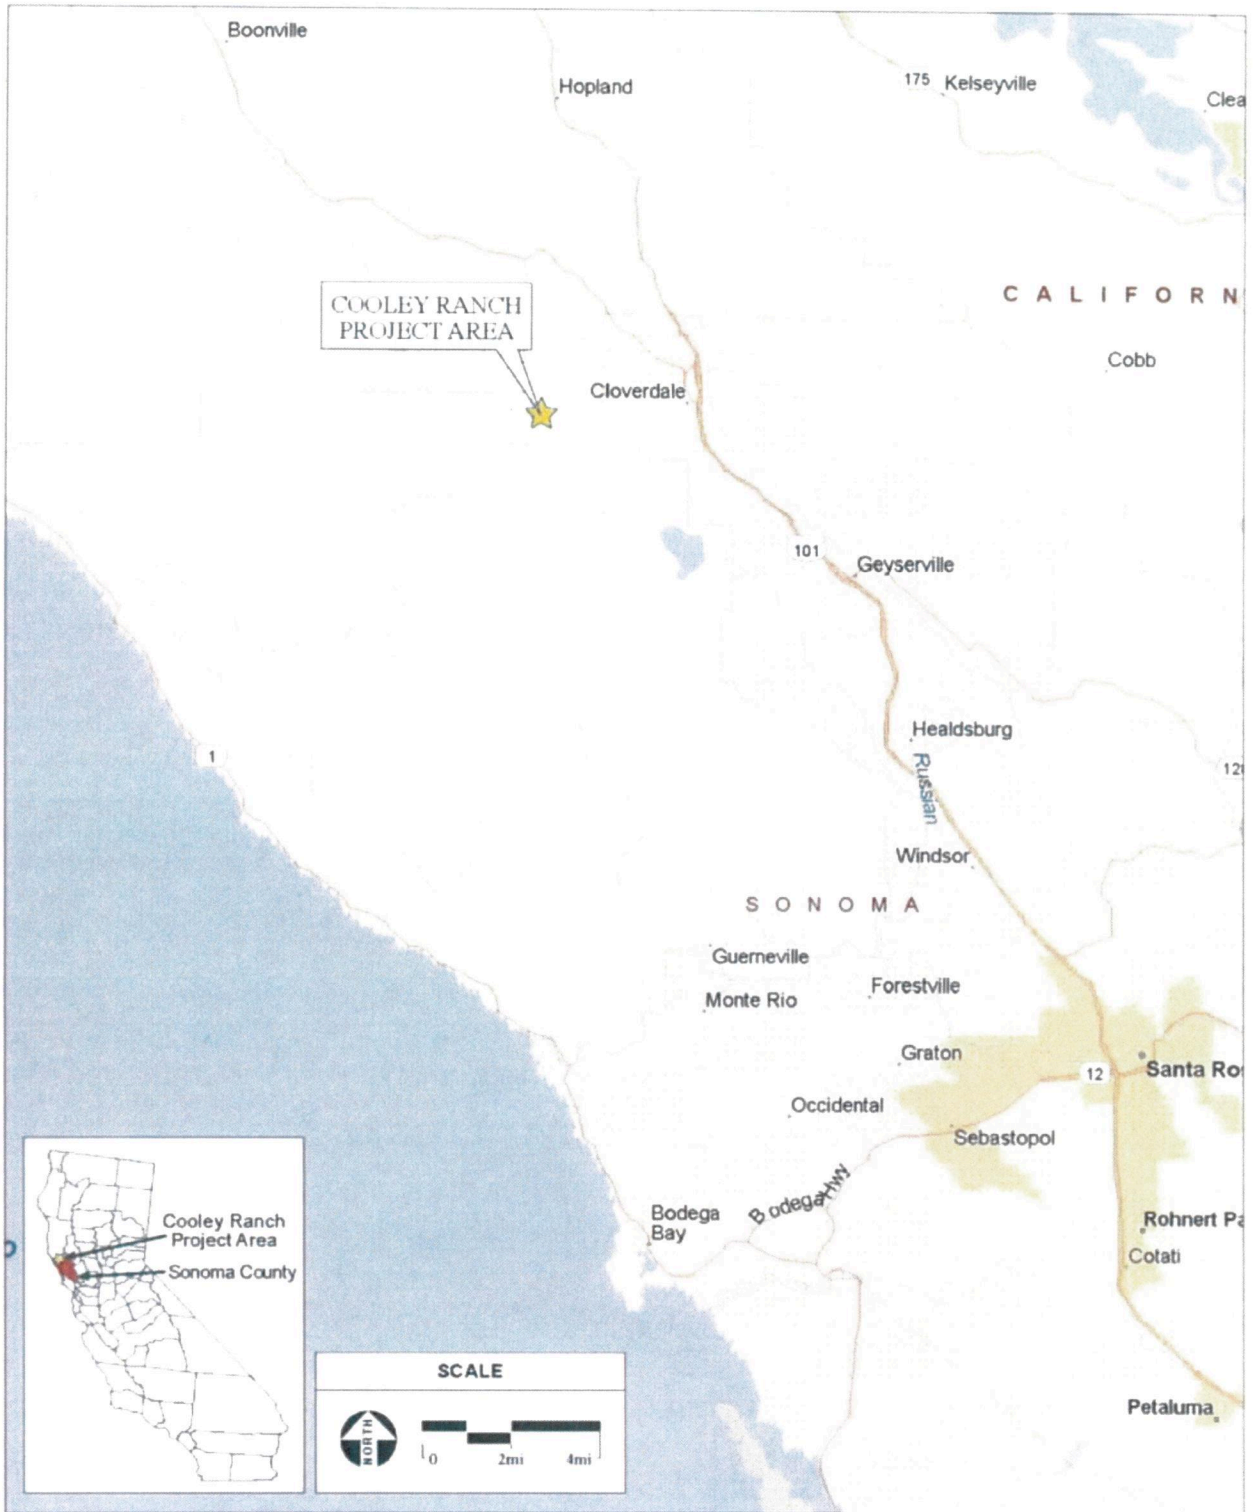 Boonville
Hopland
175
Kelseyville
Clea
COOLEY RANCH
PROJECT AREA
CALIFORN
Cobb
Cloverdale
101
Geyserville
Healdsburg
Russian
1
Windsor
SONOMA
Guerneville
Monte Rio
Forestville
Graton
12
Santa Ro
Occidental
Sebastopol
Bodega Hwy
Bodega
Bay
Rohnert Pa
Cotati
Petaluma
Cooley Ranch
Project Area
Sonoma County
SCALE
NORTH
0 2mi 4mi